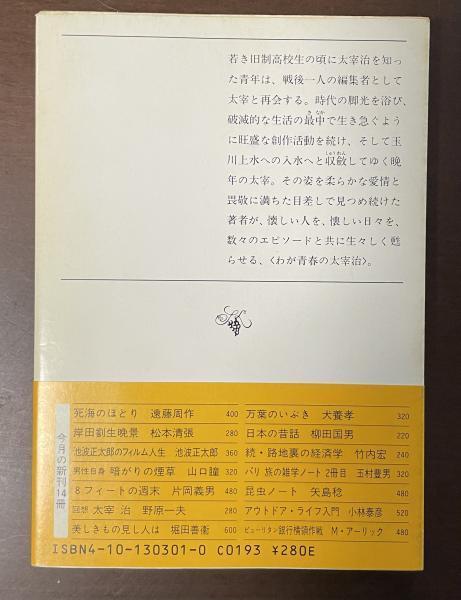 若き旧制高校生の頃に太宰治を知っ
た青年は、戦後一人の編集者として
太宰と再会する。時代の脚光を浴び、
破滅的な生活の最中で生き急ぐよう
に旺盛な創作活動を続け、そして玉
川上水への入水へと収斂してゆく晩
年の太宰。その姿を柔らかな愛情と
畏敬に満ちた目差しで見つめ続けた
著者が、懐しい人を、懐しい日々を、
数々のエピソードと共に生々しく甦
らせる、〈わが青春の太宰治〉。
今月の新刊14冊
死海のほとり 遠藤周作 400
岸田劉生晩景 松本清張 280
池波正太郎のフィルム人生 池波正太郎 360
男性自身 暗がりの煙草 山口瞳 320
8フィートの週末 片岡義男 480
回想 太宰治 野原一夫 280
美しきもの見し人は 堀田善衞 600
万葉のいぶき 犬養孝 320
日本の昔話 柳田国男 220
続・路地裏の経済学 竹内宏 240
パリ 旅の雑学ノート2冊目 玉村豊男 480
昆虫ノート 矢島稔 480
アウトドア・ライフ入門 小林泰彦 520
ピューリタン銀行横領作戦 M・アーリック 480
ISBN4-10-130301-0 C0193 ¥280E